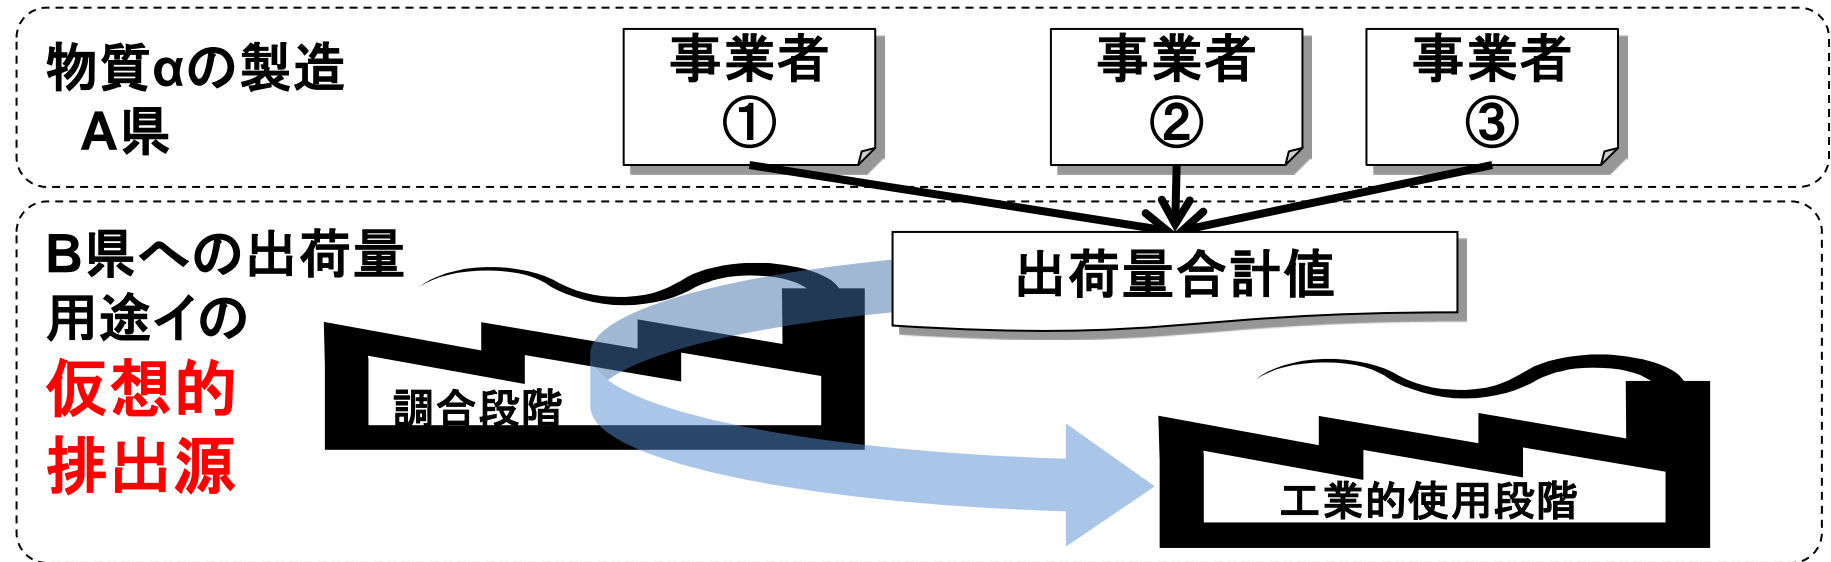 物質αの製造
A県
事業者
①
事業者
②
事業者
③
B県への出荷量
用途イの
仮想的
排出源
出荷量合計値
調合段階
工業的使用段階